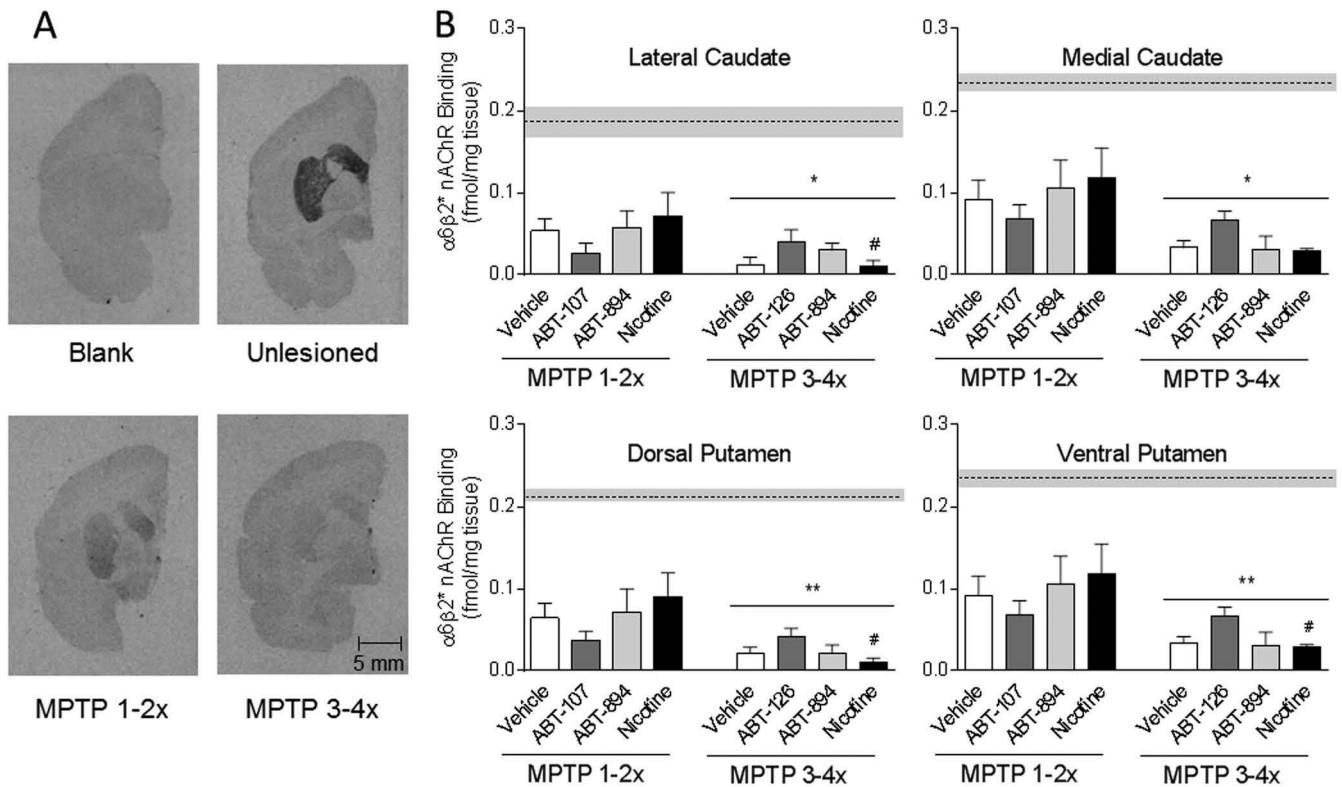 A
Blank
Unlesioned
MPTP 1-2x
MPTP 3-4x
5 mm
B
α6β2* nAChR Binding
(fmol/mg tissue)
0.3
0.2
0.1
0.0
Lateral Caudate
*
#
Vehicle
ABT-107
ABT-894
Nicotine
Vehicle
ABT-126
ABT-894
Nicotine
MPTP 1-2x
MPTP 3-4x
0.3
0.2
0.1
0.0
Medial Caudate
*
Vehicle
ABT-107
ABT-894
Nicotine
Vehicle
ABT-126
ABT-894
Nicotine
MPTP 1-2x
MPTP 3-4x
α6β2* nAChR Binding
(fmol/mg tissue)
0.3
0.2
0.1
0.0
Dorsal Putamen
**
#
Vehicle
ABT-107
ABT-894
Nicotine
Vehicle
ABT-126
ABT-894
Nicotine
MPTP 1-2x
MPTP 3-4x
0.3
0.2
0.1
0.0
Ventral Putamen
**
#
Vehicle
ABT-107
ABT-894
Nicotine
Vehicle
ABT-126
ABT-894
Nicotine
MPTP 1-2x
MPTP 3-4x